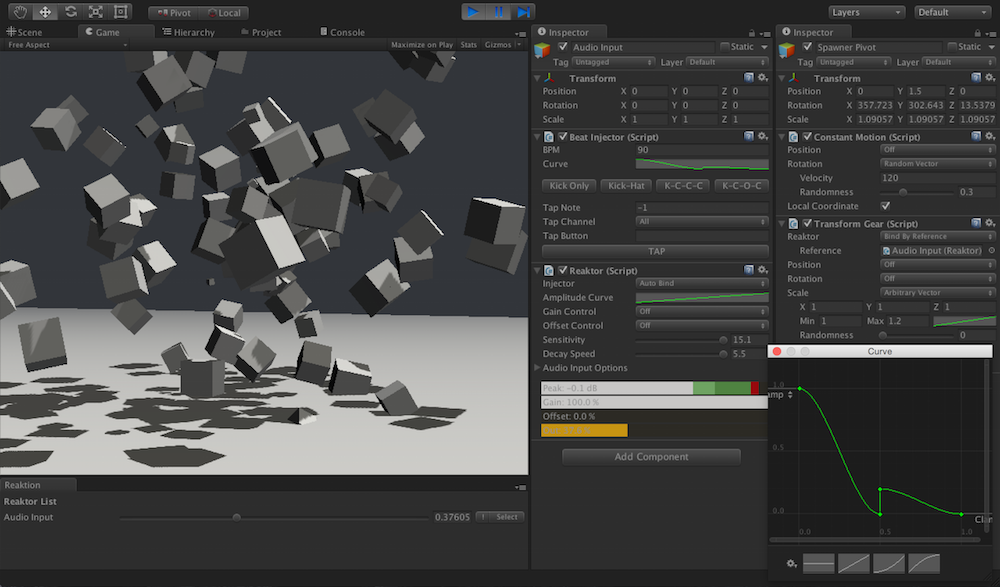 Pivot Local Layers Default
Scene Game Hierarchy Project Console
Free Aspect Maximize on Play Stats Gizmos
Inspector
Audio Input Static
Tag Untagged Layer Default
Transform
Position X 0 Y 0 Z 0
Rotation X 0 Y 0 Z 0
Scale X 1 Y 1 Z 1
Beat Injector (Script)
BPM 90
Curve
Kick Only Kick-Hat K-C-C-C K-C-O-C
Tap Note -1
Tap Channel All
Tap Button
TAP
Reaktor (Script)
Injector Auto Bind
Amplitude Curve
Gain Control Off
Offset Control Off
Sensitivity 15.1
Decay Speed 5.5
Audio Input Options
Peak: -0.1 dB
Gain: 100.0 %
Offset: 0.0 %
Add Component
Inspector
Spawner Pivot Static
Tag Untagged Layer Default
Transform
Position X 0 Y 1.5 Z 0
Rotation X 357.723 Y 302.643 Z 13.5379
Scale X 1.09057 Y 1.09057 Z 1.09057
Constant Motion (Script)
Position Off
Rotation Random Vector
Velocity 120
Randomness 0.3
Local Coordinate
Transform Gear (Script)
Reaktor Bind By Reference
Reference Audio Input (Reaktor)
Position Off
Rotation Off
Scale Arbitrary Vector
X 1 Y 1 Z 1
Min 1 Max 1.2
Randomness 0
Curve
1.0
amp
0.5
0.0
Clam
0.0 0.5 1.0
Reaktion
Reaktor List
Audio Input 0.37605 ! Select